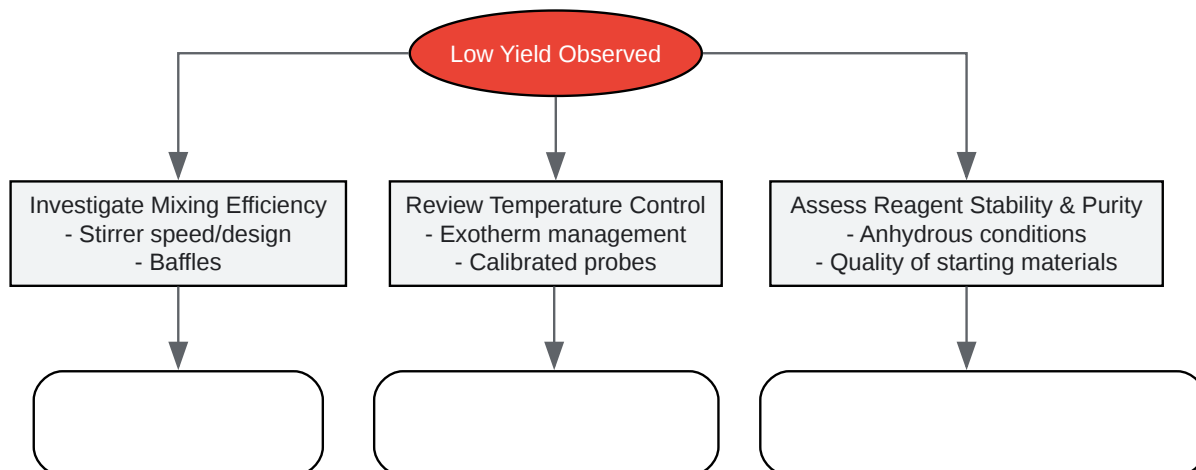 Low Yield Observed
Investigate Mixing Efficiency
- Stirrer speed/design
- Baffles
Review Temperature Control
- Exotherm management
- Calibrated probes
Assess Reagent Stability & Purity
- Anhydrous conditions
- Quality of starting materials